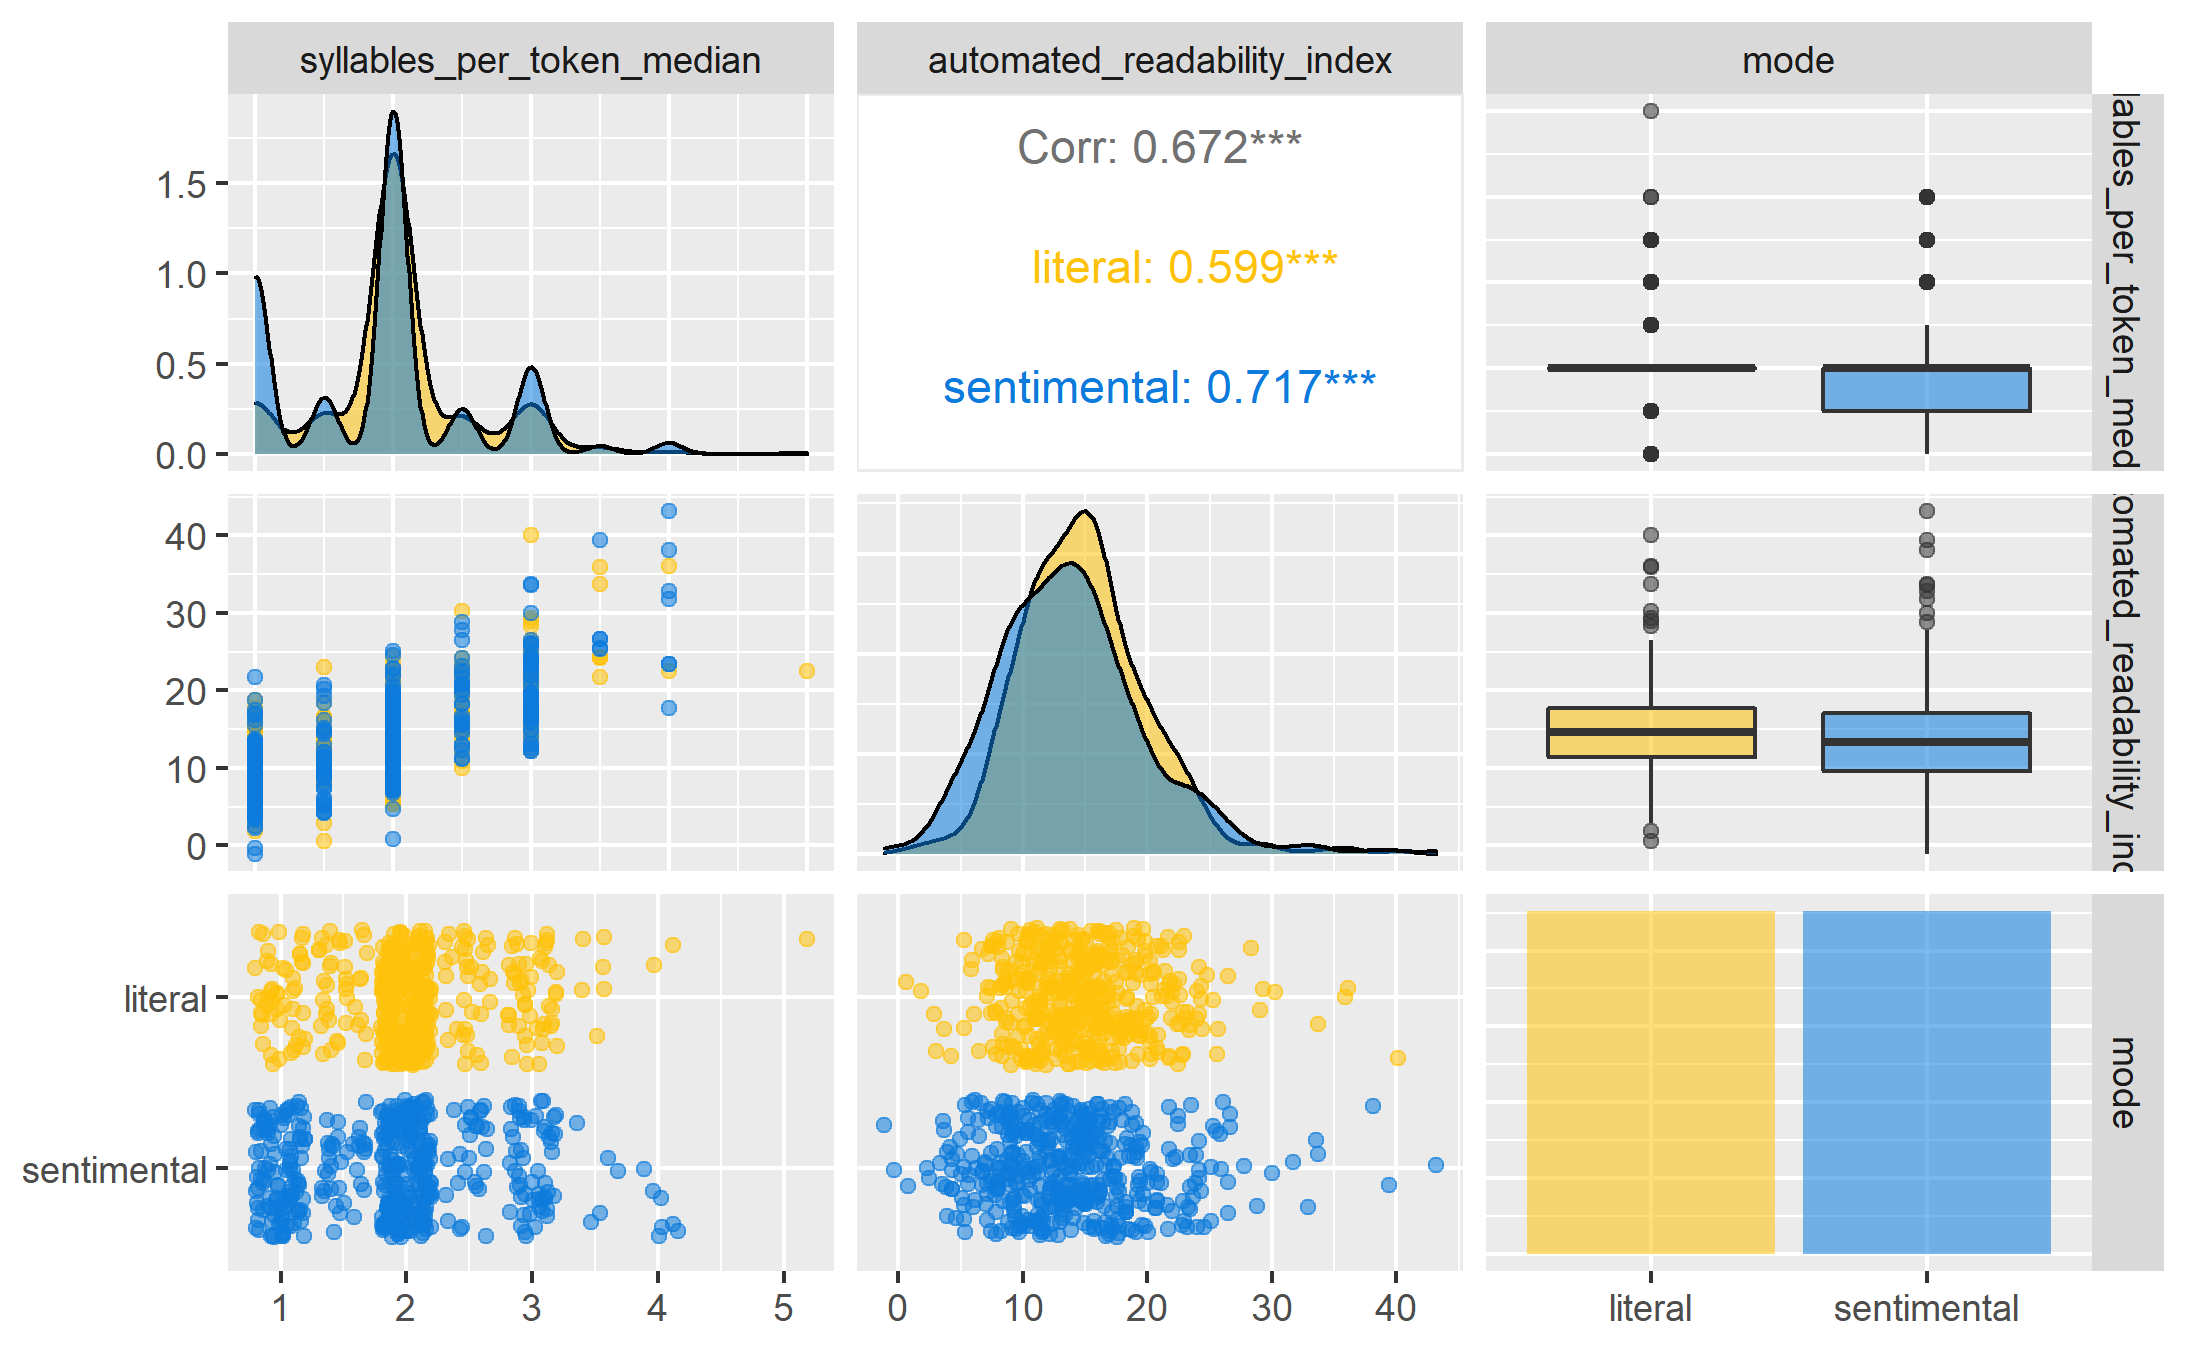 syllables_per_token_median
automated_readability_index
mode
Corr: 0.672***
literal: 0.599***
sentimental: 0.717***
1.5
1.0
0.5
0.0
lables_per_token_med
40
30
20
10
0
omated_readability_inc
literal
sentimental
mode
1 2 3 4 5
0 10 20 30 40
literal sentimental